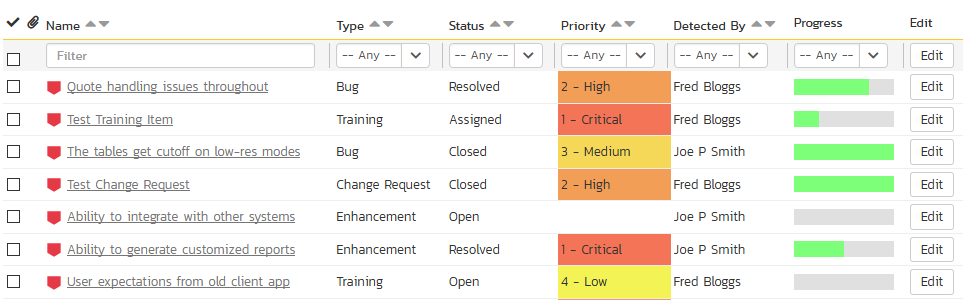 Name Type Status Priority Detected By Progress Edit
Filter -- Any -- -- Any -- -- Any -- -- Any -- -- Any -- Edit
Quote handling issues throughout Bug Resolved 2 - High Fred Bloggs Edit
Test Training Item Training Assigned 1 - Critical Fred Bloggs Edit
The tables get cutoff on low-res modes Bug Closed 3 - Medium Joe P Smith Edit
Test Change Request Change Request Closed 2 - High Fred Bloggs Edit
Ability to integrate with other systems Enhancement Open Joe P Smith Edit
Ability to generate customized reports Enhancement Resolved 1 - Critical Joe P Smith Edit
User expectations from old client app Training Open 4 - Low Fred Bloggs Edit